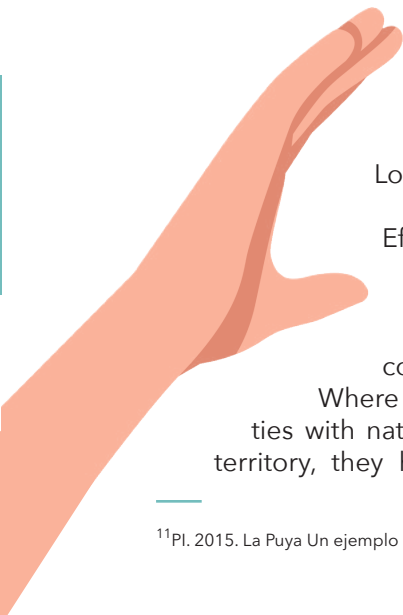 Lo
Ef
co
Where
ties with nat
territory, they h
¹¹PI. 2015. La Puya Un ejemplo